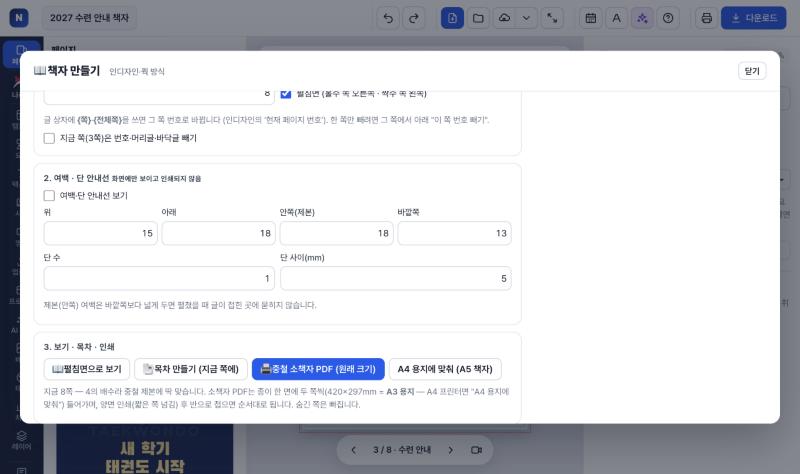 N 2027 수련 안내 책자
다운로드
페이지
책자 만들기 인디자인·쿽 방식
닫기
8 펼침면 (홀수 쪽 오른쪽 · 짝수 쪽 왼쪽)
글 상자에 {쪽}·{전체쪽}을 쓰면 그 쪽 번호로 바뀝니다 (인디자인의 '현재 페이지 번호'). 한 쪽만 빼려면 그 쪽에서 아래 "이 쪽 번호 빼기".
지금 쪽(3쪽)은 번호·머리글·바닥글 빼기
2. 여백 · 단 안내선 화면에만 보이고 인쇄되지 않음
여백·단 안내선 보기
위 아래 안쪽(제본) 바깥쪽
15 18 18 13
단 수 단 사이(mm)
1 5
제본(안쪽) 여백은 바깥쪽보다 넓게 두면 펼쳤을 때 글이 접힌 곳에 묻히지 않습니다.
3. 보기 · 목차 · 인쇄
펼침면으로 보기 목차 만들기 (지금 쪽에) 중철 소책자 PDF (원래 크기) A4 용지에 맞춰 (A5 책자)
지금 8쪽 — 4의 배수라 중철 제본에 딱 맞습니다. 소책자 PDF는 종이 한 면에 두 쪽씩(420×297mm = A3 용지 — A4 프린터면 "A4 용지에
맞춰") 들어가며, 양면 인쇄(짧은 쪽 넘김) 후 반으로 접으면 순서대로 됩니다. 숨긴 쪽은 빠집니다.
레이어
TAEKWONDO
새 학기
태권도 시작
3 / 8 · 수련 안내